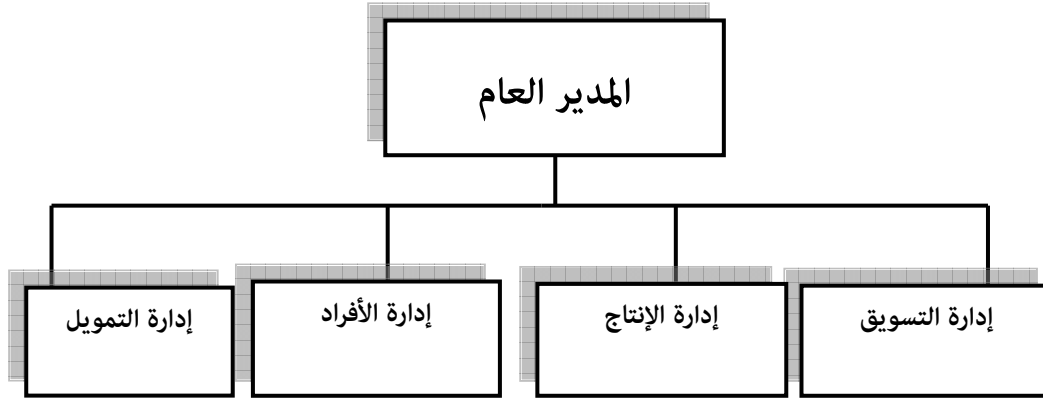 المدير العام
إدارة التسويق
إدارة الإنتاج
إدارة الأفراد
إدارة التمويل